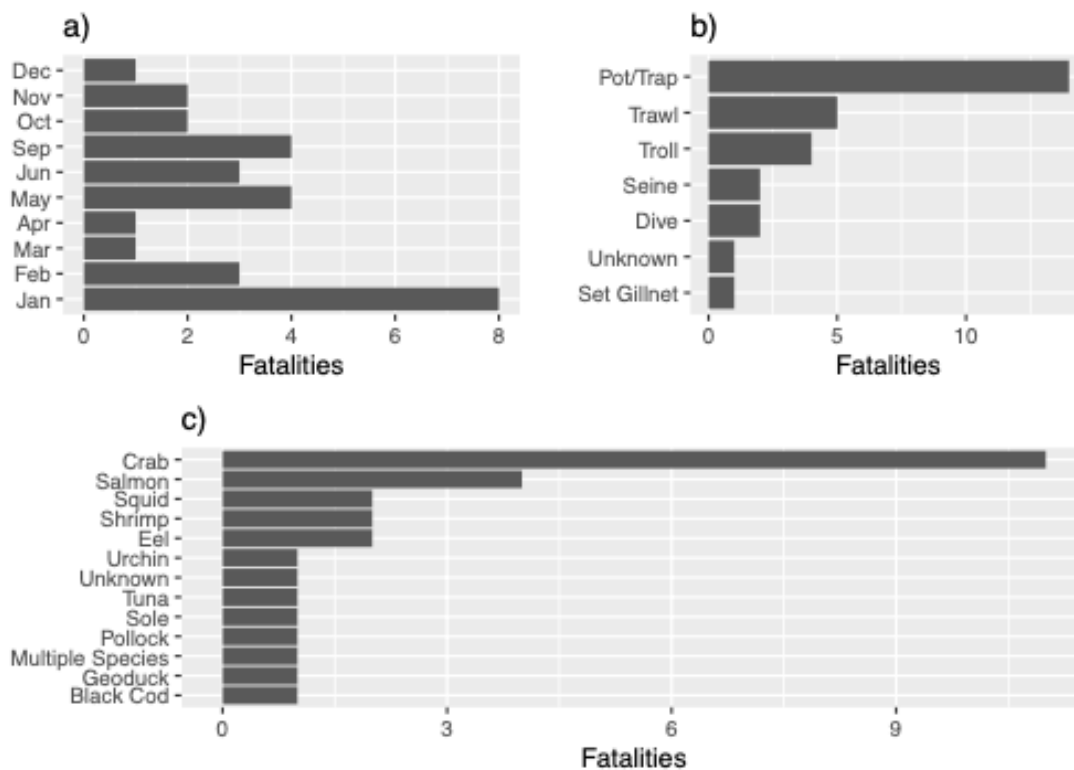 a)
Dec
Nov
Oct
Sep
Jun
May
Apr
Mar
Feb
Jan
0 2 4 6 8
Fatalities
b)
Pot/Trap
Trawl
Troll
Seine
Dive
Unknown
Set Gillnet
0 5 10
Fatalities
c)
Crab
Salmon
Squid
Shrimp
Eel
Urchin
Unknown
Tuna
Sole
Pollock
Multiple Species
Geoduck
Black Cod
0 3 6 9
Fatalities